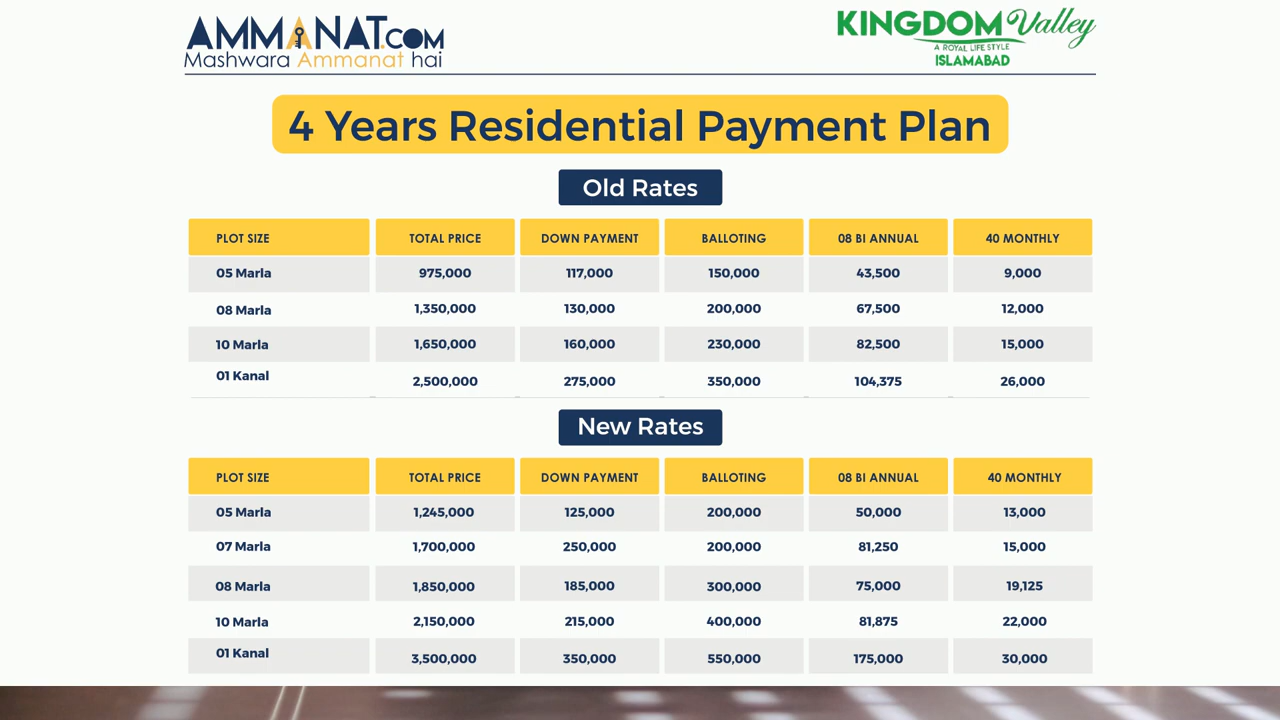 AMMANAT.COM
Mashwara Ammanat hai
KINGDOM Valley
A ROYAL LIFE STYLE
ISLAMABAD
4 Years Residential Payment Plan
Old Rates
PLOT SIZE TOTAL PRICE DOWN PAYMENT BALLOTING 08 BI ANNUAL 40 MONTHLY
05 Marla 975,000 117,000 150,000 43,500 9,000
08 Marla 1,350,000 130,000 200,000 67,500 12,000
10 Marla 1,650,000 160,000 230,000 82,500 15,000
01 Kanal 2,500,000 275,000 350,000 104,375 26,000
New Rates
PLOT SIZE TOTAL PRICE DOWN PAYMENT BALLOTING 08 BI ANNUAL 40 MONTHLY
05 Marla 1,245,000 125,000 200,000 50,000 13,000
07 Marla 1,700,000 250,000 200,000 81,250 15,000
08 Marla 1,850,000 185,000 300,000 75,000 19,125
10 Marla 2,150,000 215,000 400,000 81,875 22,000
01 Kanal 3,500,000 350,000 550,000 175,000 30,000